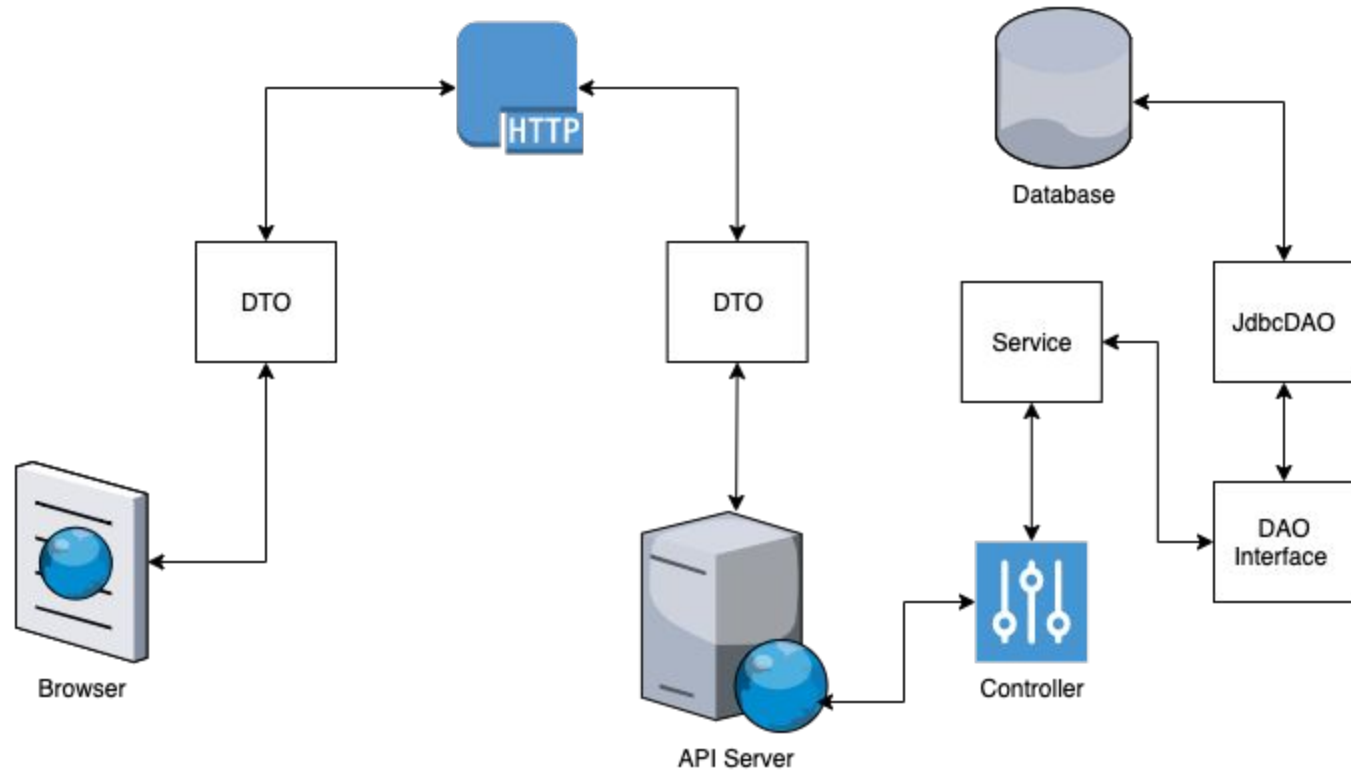 HTTP
Database
DTO
DTO
Service
JdbcDAO
DAO
Interface
Browser
Controller
API Server